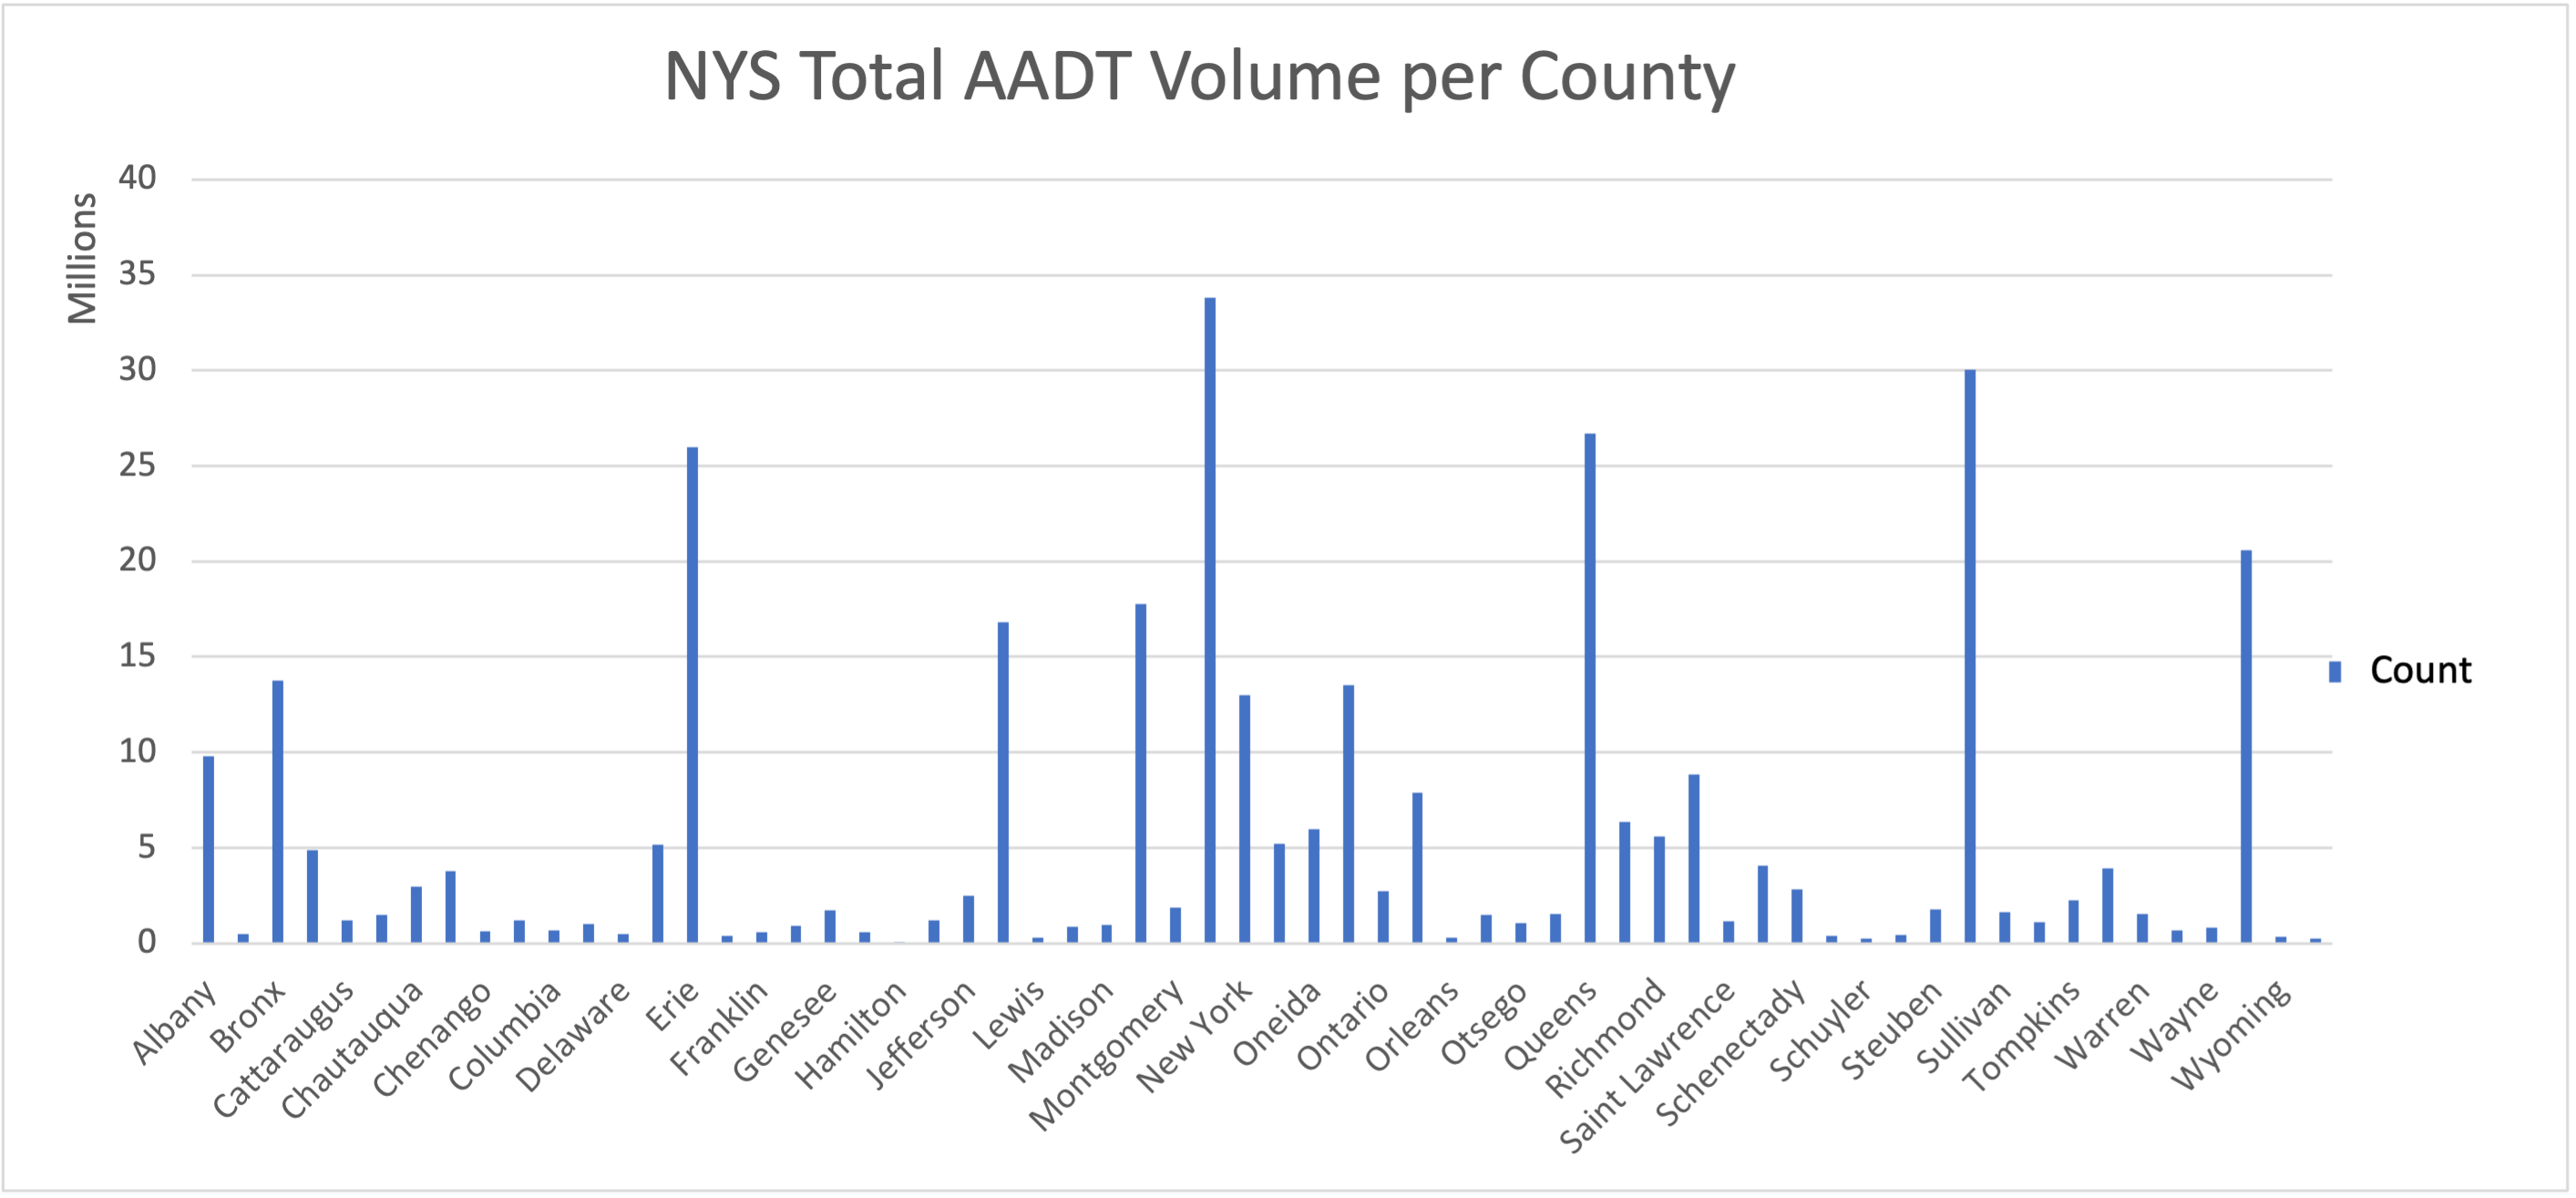 NYS Total AADT Volume per County
Millions
40
35
30
25
20
15
10
5
0
Albany
Bronx
Cattaraugus
Chautauqua
Chenango
Columbia
Delaware
Erie
Franklin
Genesee
Hamilton
Jefferson
Lewis
Madison
Montgomery
New York
Oneida
Ontario
Orleans
Otsego
Queens
Richmond
Saint Lawrence
Schenectady
Schuyler
Steuben
Sullivan
Tompkins
Warren
Wayne
Wyoming
Count